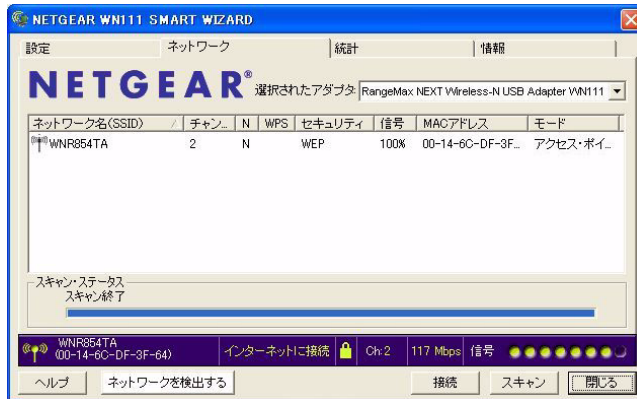 NETGEAR WN111 SMART WIZARD
設定 ネットワーク 統計 情報
NETGEAR® 選択されたアダプタ: RangeMax NEXT Wireless-N USB Adapter WN111
ネットワーク名(SSID) チャン... N WPS セキュリティ 信号 MACアドレス モード
WNR854TA 2 N WEP 100% 00-14-6C-DF-3F... アクセス・ポイ...
スキャン・ステータス
スキャン終了
WNR854TA
(00-14-6C-DF-3F-64) インターネットに接続 Ch:2 117 Mbps 信号
ヘルプ ネットワークを検出する 接続 スキャン 閉じる